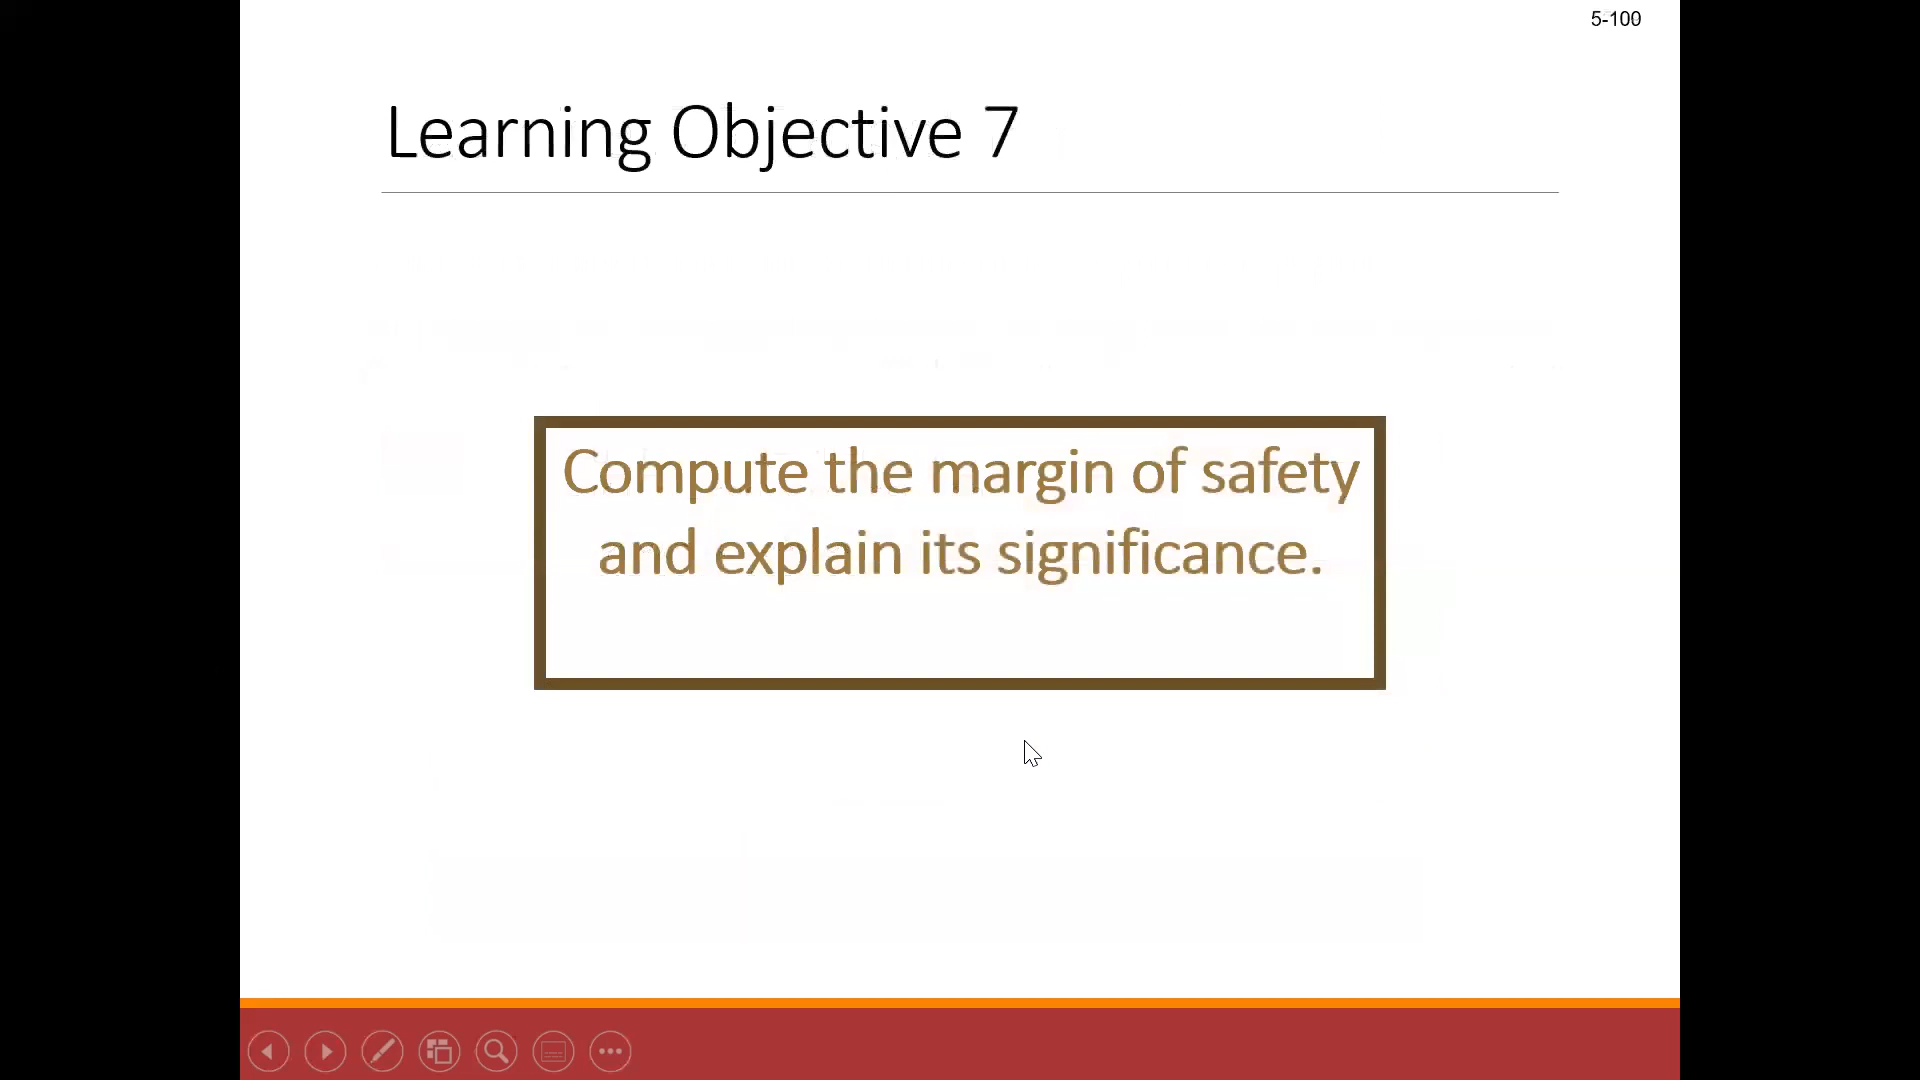 5-100
Learning Objective 7
Compute the margin of safety
and explain its significance.